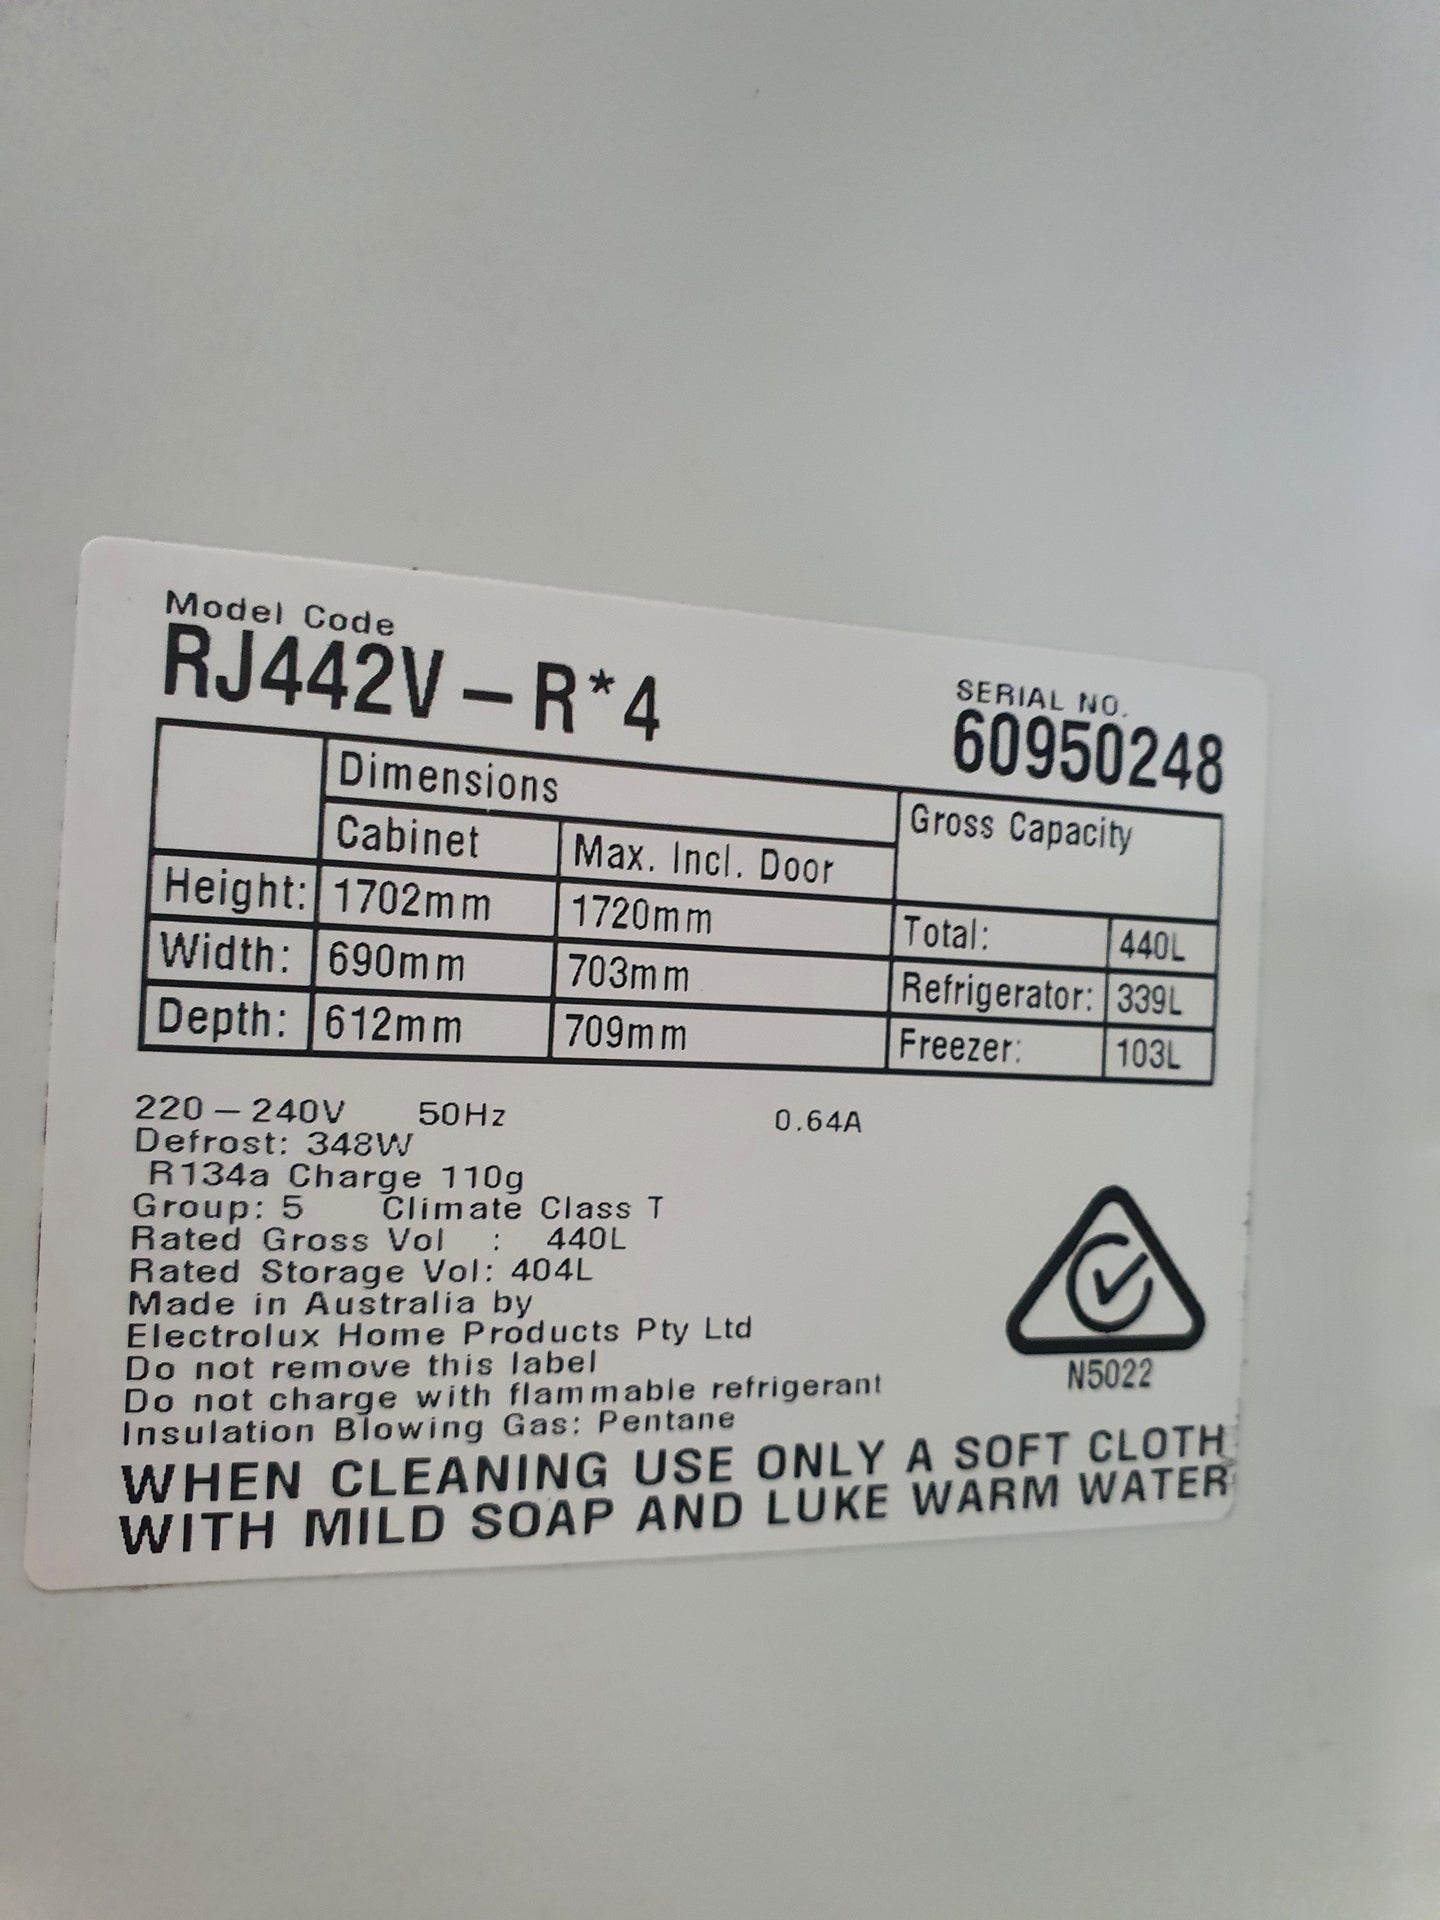 Model Code
RJ442V – R*4
SERIAL NO.
60950248
Dimensions
Gross Capacity
Cabinet Max. Incl. Door
Height: 1702mm 1720mm Total: 440L
Width: 690mm 703mm Refrigerator: 339L
Depth: 612mm 709mm Freezer: 103L
220 – 240V 50Hz 0.64A
Defrost: 348W
R134a Charge 110g
Group: 5 Climate Class T
Rated Gross Vol : 440L
Rated Storage Vol: 404L
Made in Australia by
Electrolux Home Products Pty Ltd
Do not remove this label
Do not charge with flammable refrigerant
Insulation Blowing Gas: Pentane
N5022
WHEN CLEANING USE ONLY A SOFT CLOTH
WITH MILD SOAP AND LUKE WARM WATER